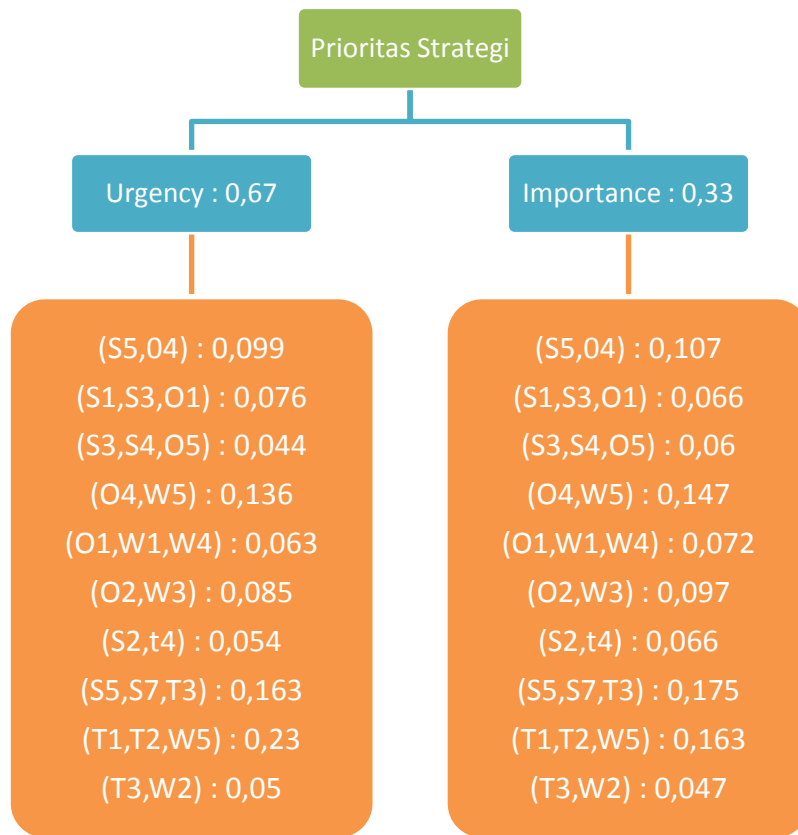 Prioritas Strategi
Urgency : 0,67
Importance : 0,33
(S5,04) : 0,099
(S1,S3,O1) : 0,076
(S3,S4,O5) : 0,044
(O4,W5) : 0,136
(O1,W1,W4) : 0,063
(O2,W3) : 0,085
(S2,t4) : 0,054
(S5,S7,T3) : 0,163
(T1,T2,W5) : 0,23
(T3,W2) : 0,05
(S5,04) : 0,107
(S1,S3,O1) : 0,066
(S3,S4,O5) : 0,06
(O4,W5) : 0,147
(O1,W1,W4) : 0,072
(O2,W3) : 0,097
(S2,t4) : 0,066
(S5,S7,T3) : 0,175
(T1,T2,W5) : 0,163
(T3,W2) : 0,047